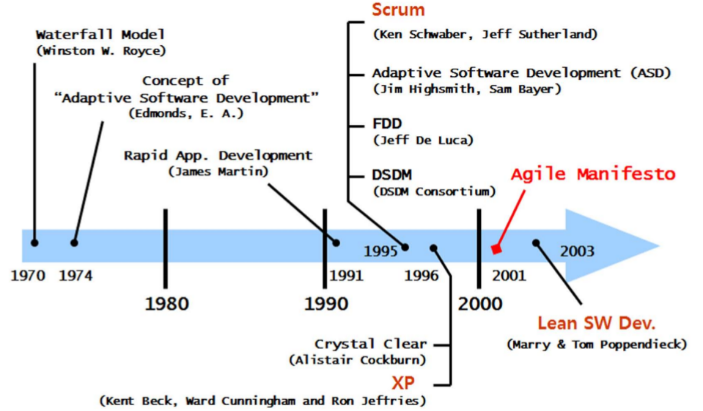 Scrum
Waterfall Model
(Winston W. Royce)
(Ken Schwaber, Jeff Sutherland)
Concept of
“Adaptive Software Development”
(Edmonds, E. A.)
Adaptive Software Development (ASD)
(Jim Highsmith, Sam Bayer)
FDD
(Jeff De Luca)
Rapid App. Development
(James Martin)
DSDM
(DSDM Consortium)
Agile Manifesto
1970
1974
1980
1991
1990
1995
1996
2000
2001
2003
Crystal Clear
(Alistair Cockburn)
XP
(Kent Beck, Ward Cunningham and Ron Jeffries)
Lean SW Dev.
(Marry & Tom Poppendieck)